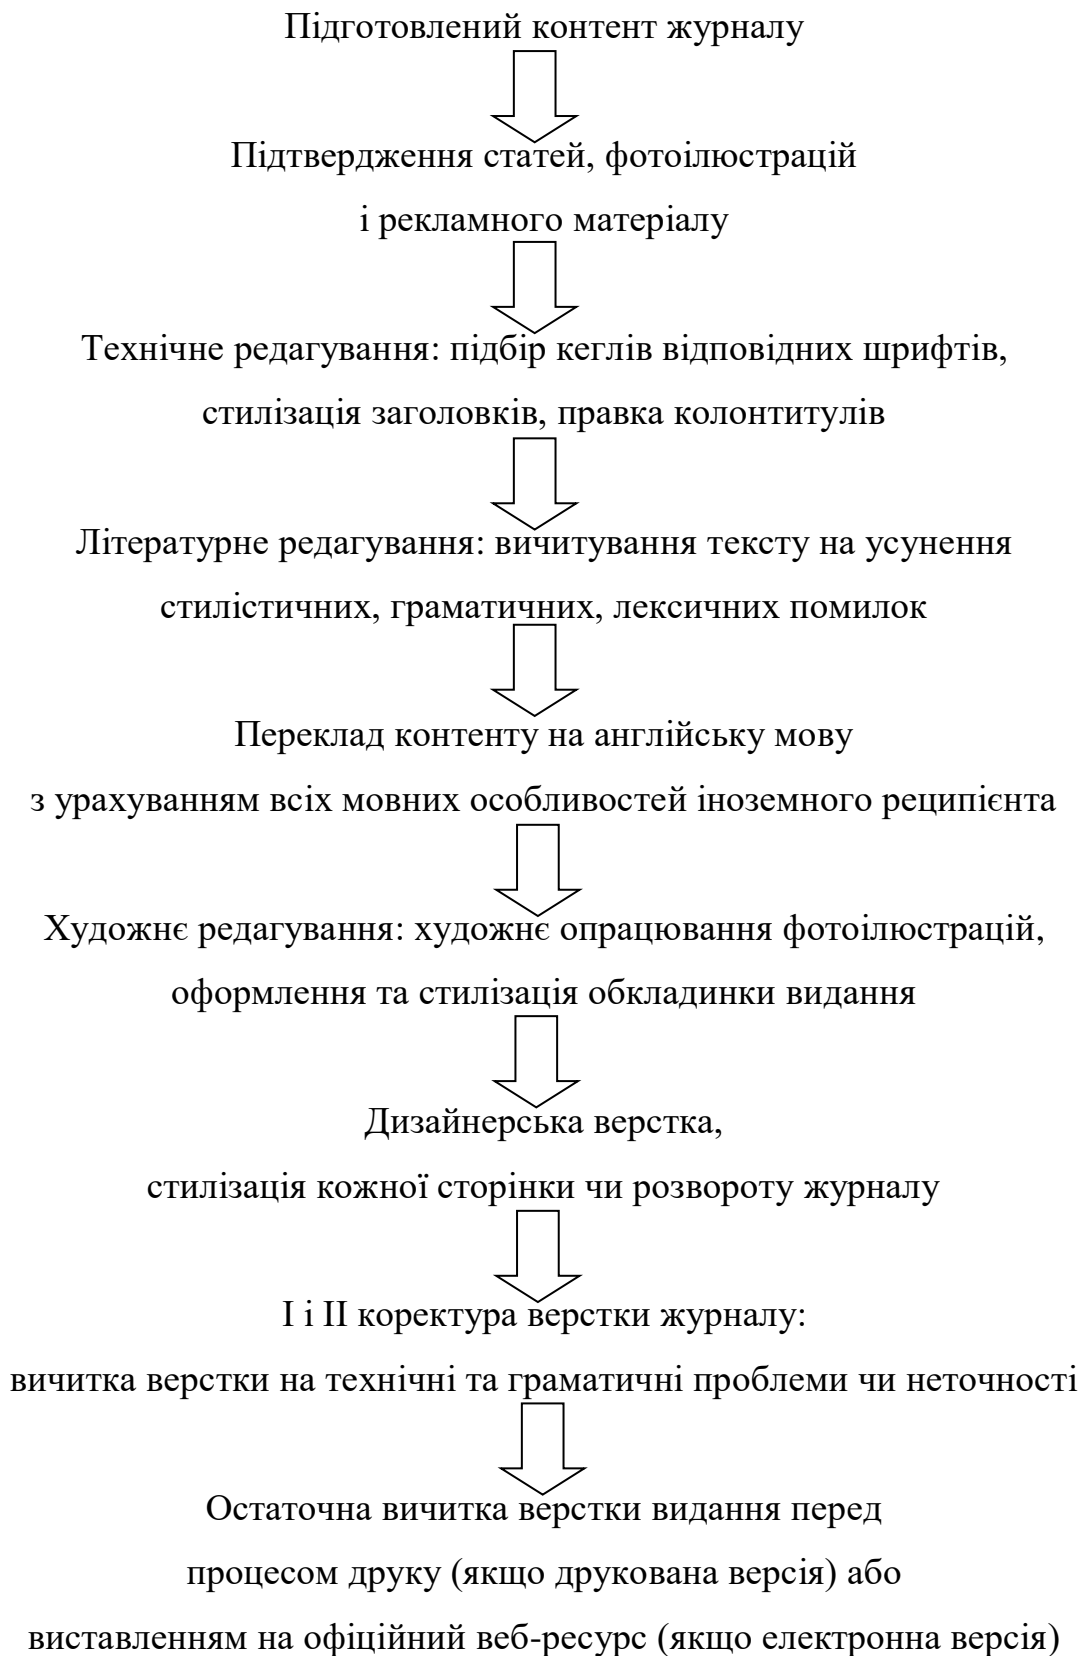 Підготовлений контент журналу
Підтвердження статей, фотоілюстрацій
і рекламного матеріалу
Технічне редагування: підбір кеглів відповідних шрифтів,
стилізація заголовків, правка колонтитулів
Літературне редагування: вичитування тексту на усунення
стилістичних, граматичних, лексичних помилок
Переклад контенту на англійську мову
з урахуванням всіх мовних особливостей іноземного реципієнта
Художнє редагування: художнє опрацювання фотоілюстрацій,
оформлення та стилізація обкладинки видання
Дизайнерська верстка,
стилізація кожної сторінки чи розвороту журналу
І і ІІ коректура верстки журналу:
вичитка верстки на технічні та граматичні проблеми чи неточності
Остаточна вичитка верстки видання перед
процесом друку (якщо друкована версія) або
виставленням на офіційний веб-ресурс (якщо електронна версія)